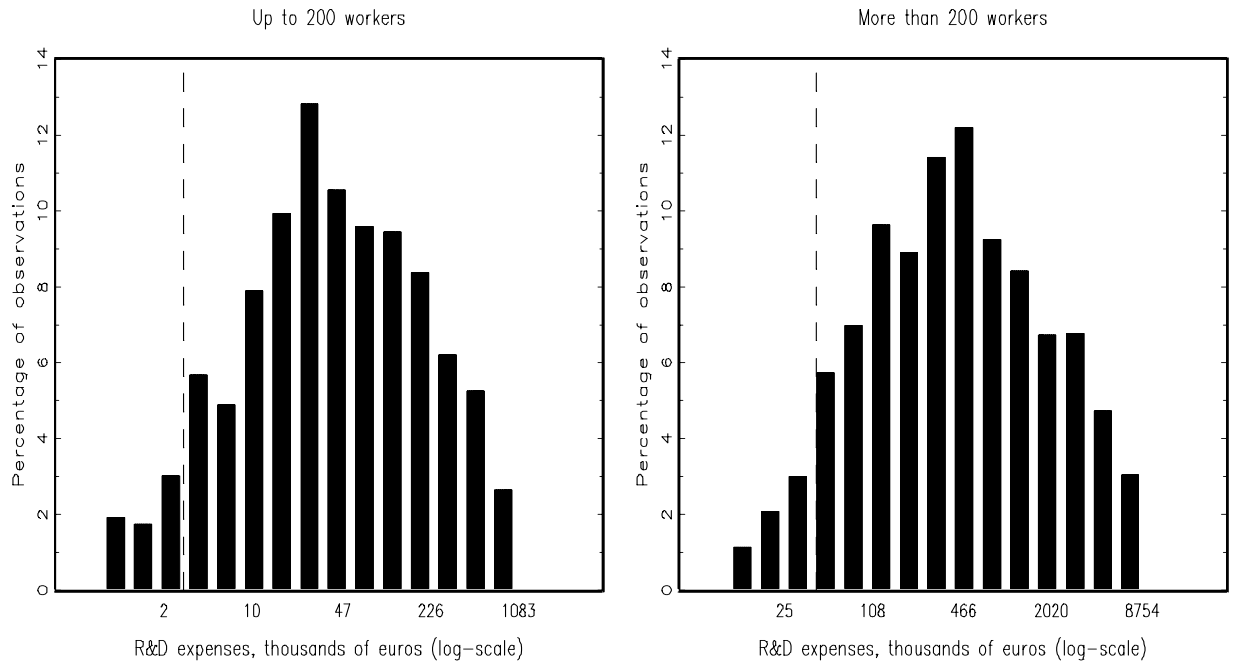 Up to 200 workers
Percentage of observations
14
12
10
8
6
4
2
0
2 10 47 226 1083
R&D expenses, thousands of euros (log-scale)
More than 200 workers
Percentage of observations
14
12
10
8
6
4
2
0
25 108 466 2020 8754
R&D expenses, thousands of euros (log-scale)